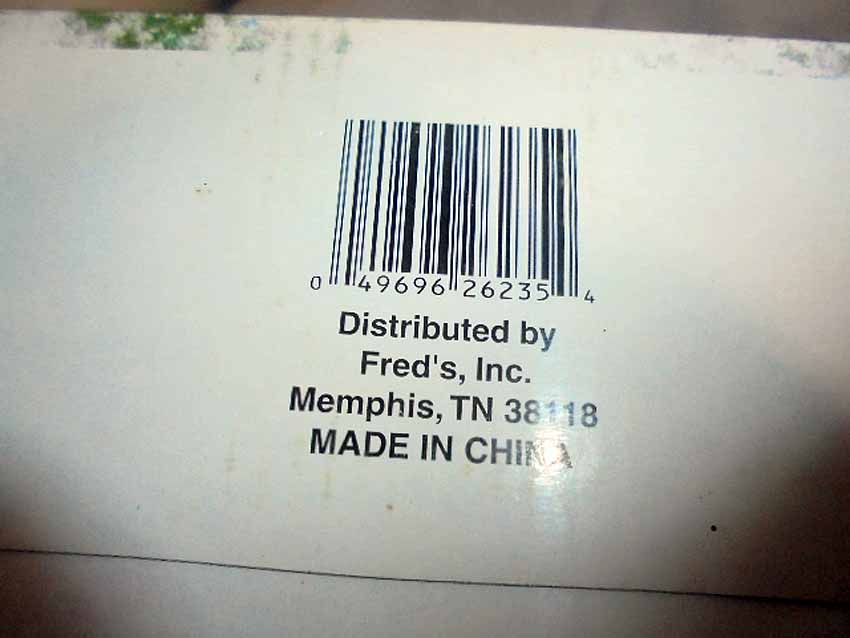 0 49696 26235 4
Distributed by
Fred's, Inc.
Memphis, TN 38118
MADE IN CHINA